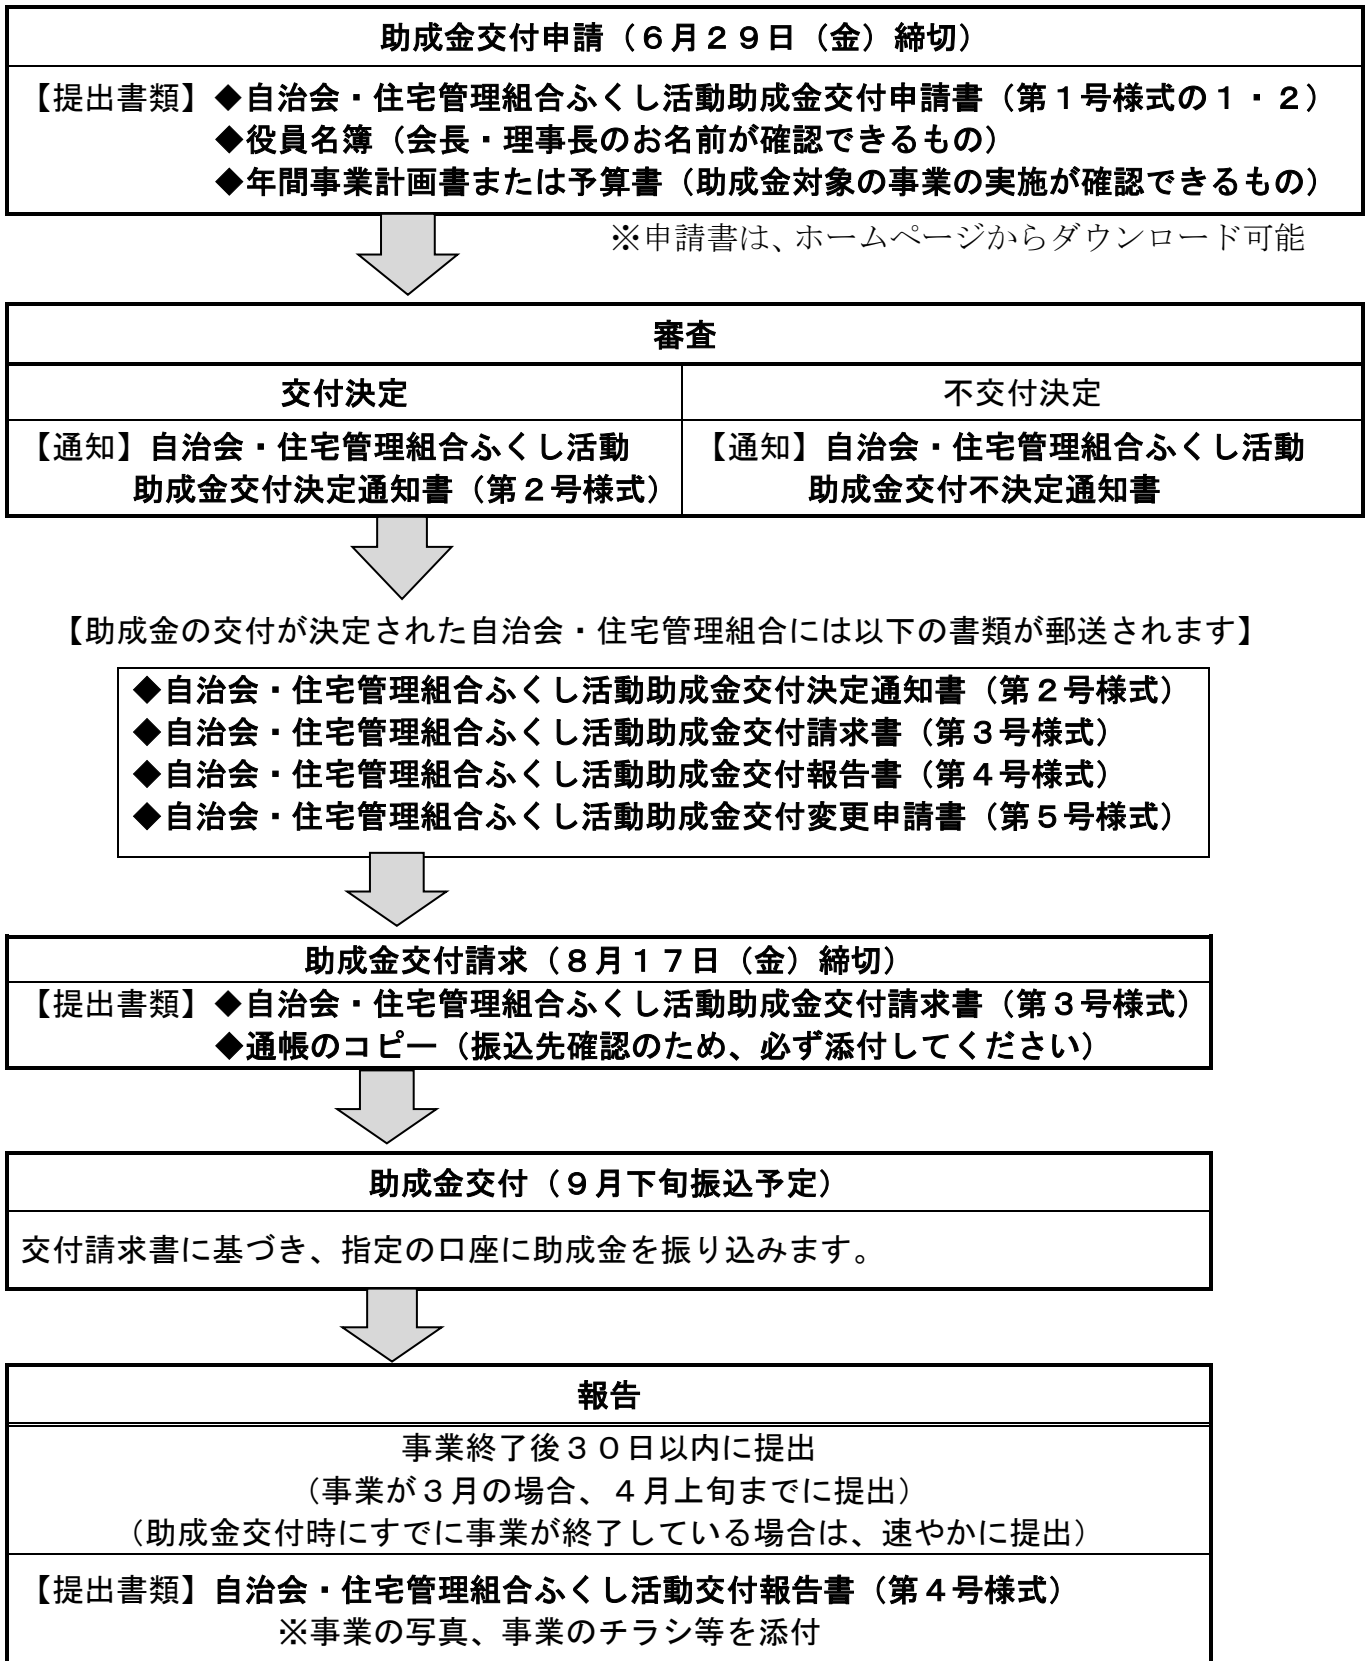 助成金交付申請（６月２９日（金）締切）
【提出書類】◆自治会・住宅管理組合ふくし活動助成金交付申請書（第１号様式の１・２）
◆役員名簿（会長・理事長のお名前が確認できるもの）
◆年間事業計画書または予算書（助成金対象の事業の実施が確認できるもの）
※申請書は、ホームページからダウンロード可能
審査
交付決定
不交付決定
【通知】自治会・住宅管理組合ふくし活動
助成金交付決定通知書（第２号様式）
【通知】自治会・住宅管理組合ふくし活動
助成金交付不決定通知書
【助成金の交付が決定された自治会・住宅管理組合には以下の書類が郵送されます】
◆自治会・住宅管理組合ふくし活動助成金交付決定通知書（第２号様式）
◆自治会・住宅管理組合ふくし活動助成金交付請求書（第３号様式）
◆自治会・住宅管理組合ふくし活動助成金交付報告書（第４号様式）
◆自治会・住宅管理組合ふくし活動助成金交付変更申請書（第５号様式）
助成金交付請求（８月１７日（金）締切）
【提出書類】◆自治会・住宅管理組合ふくし活動助成金交付請求書（第３号様式）
◆通帳のコピー（振込先確認のため、必ず添付してください）
助成金交付（９月下旬振込予定）
交付請求書に基づき、指定の口座に助成金を振り込みます。
報告
事業終了後３０日以内に提出
（事業が３月の場合、４月上旬までに提出）
（助成金交付時にすでに事業が終了している場合は、速やかに提出）
【提出書類】自治会・住宅管理組合ふくし活動交付報告書（第４号様式）
※事業の写真、事業のチラシ等を添付